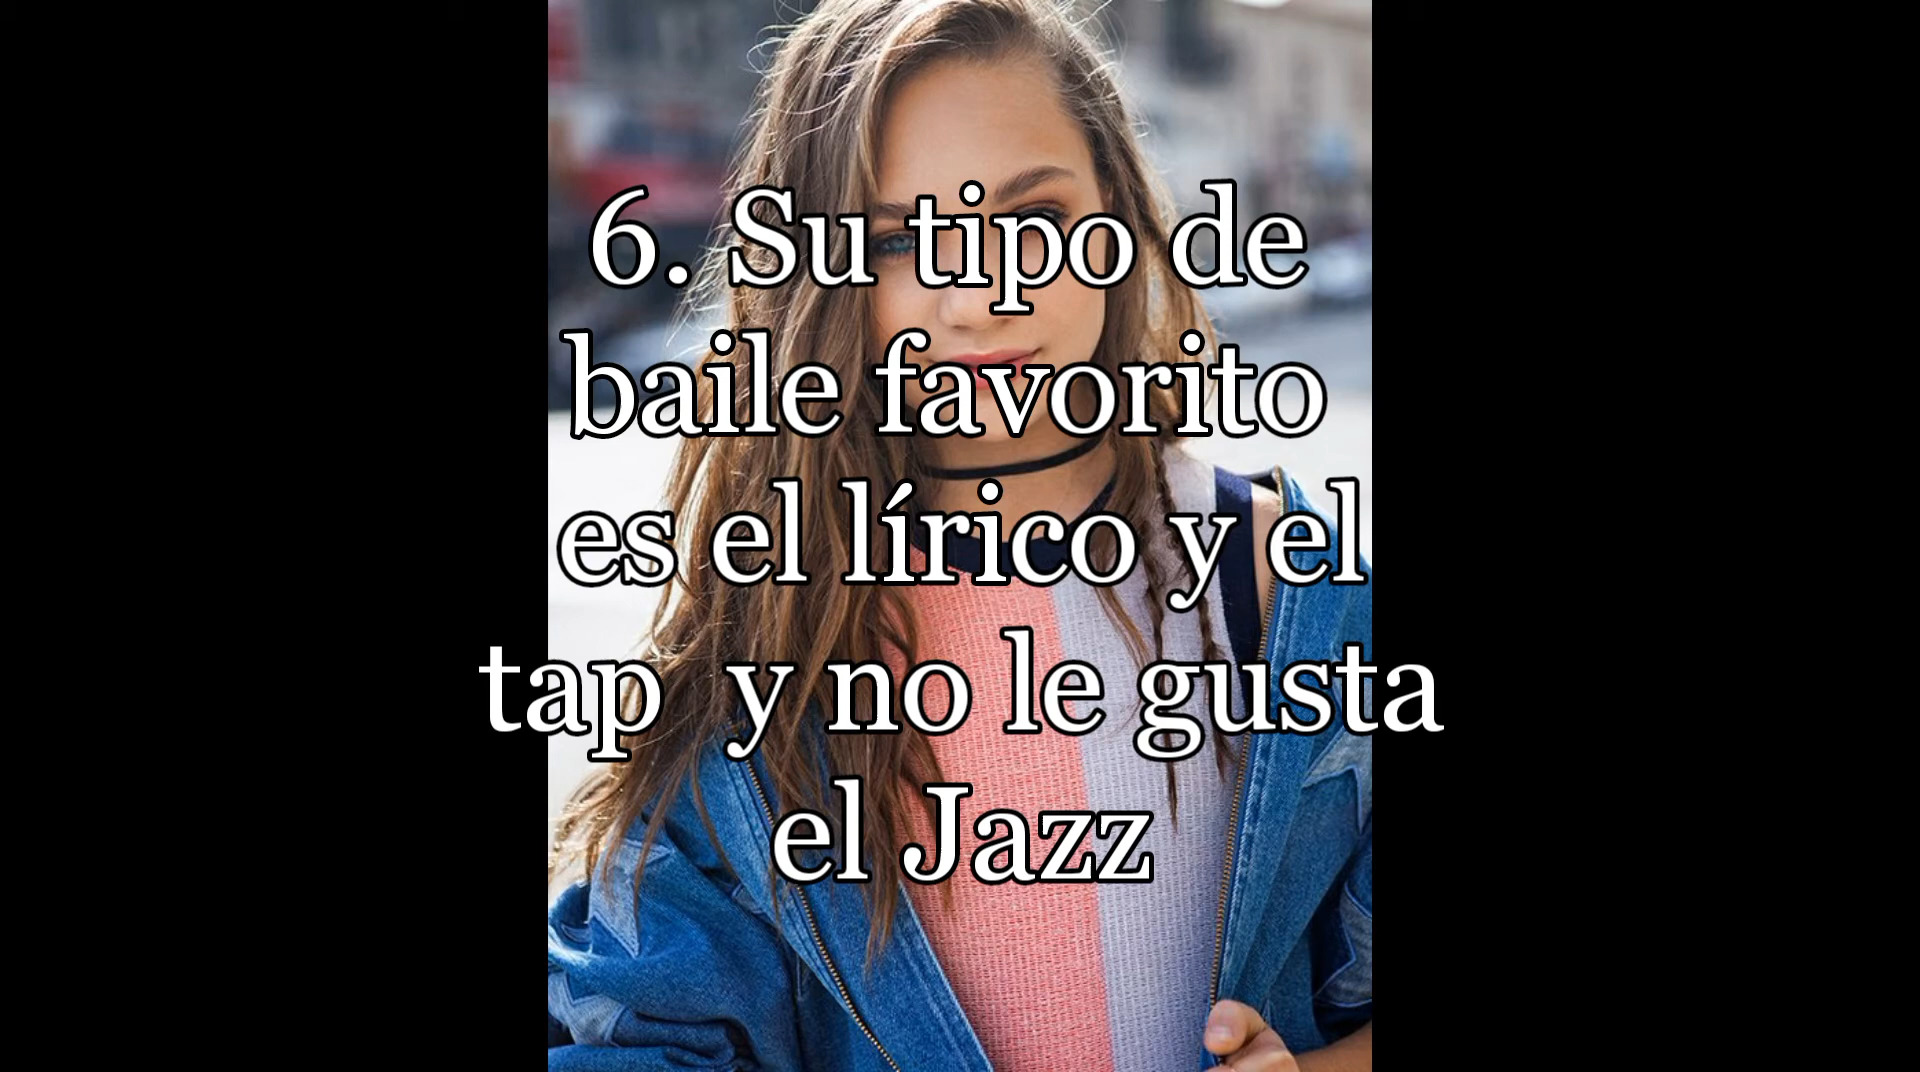 6. Su tipo de
baile favorito
es el lírico y el
tap  y no le gusta
el Jazz